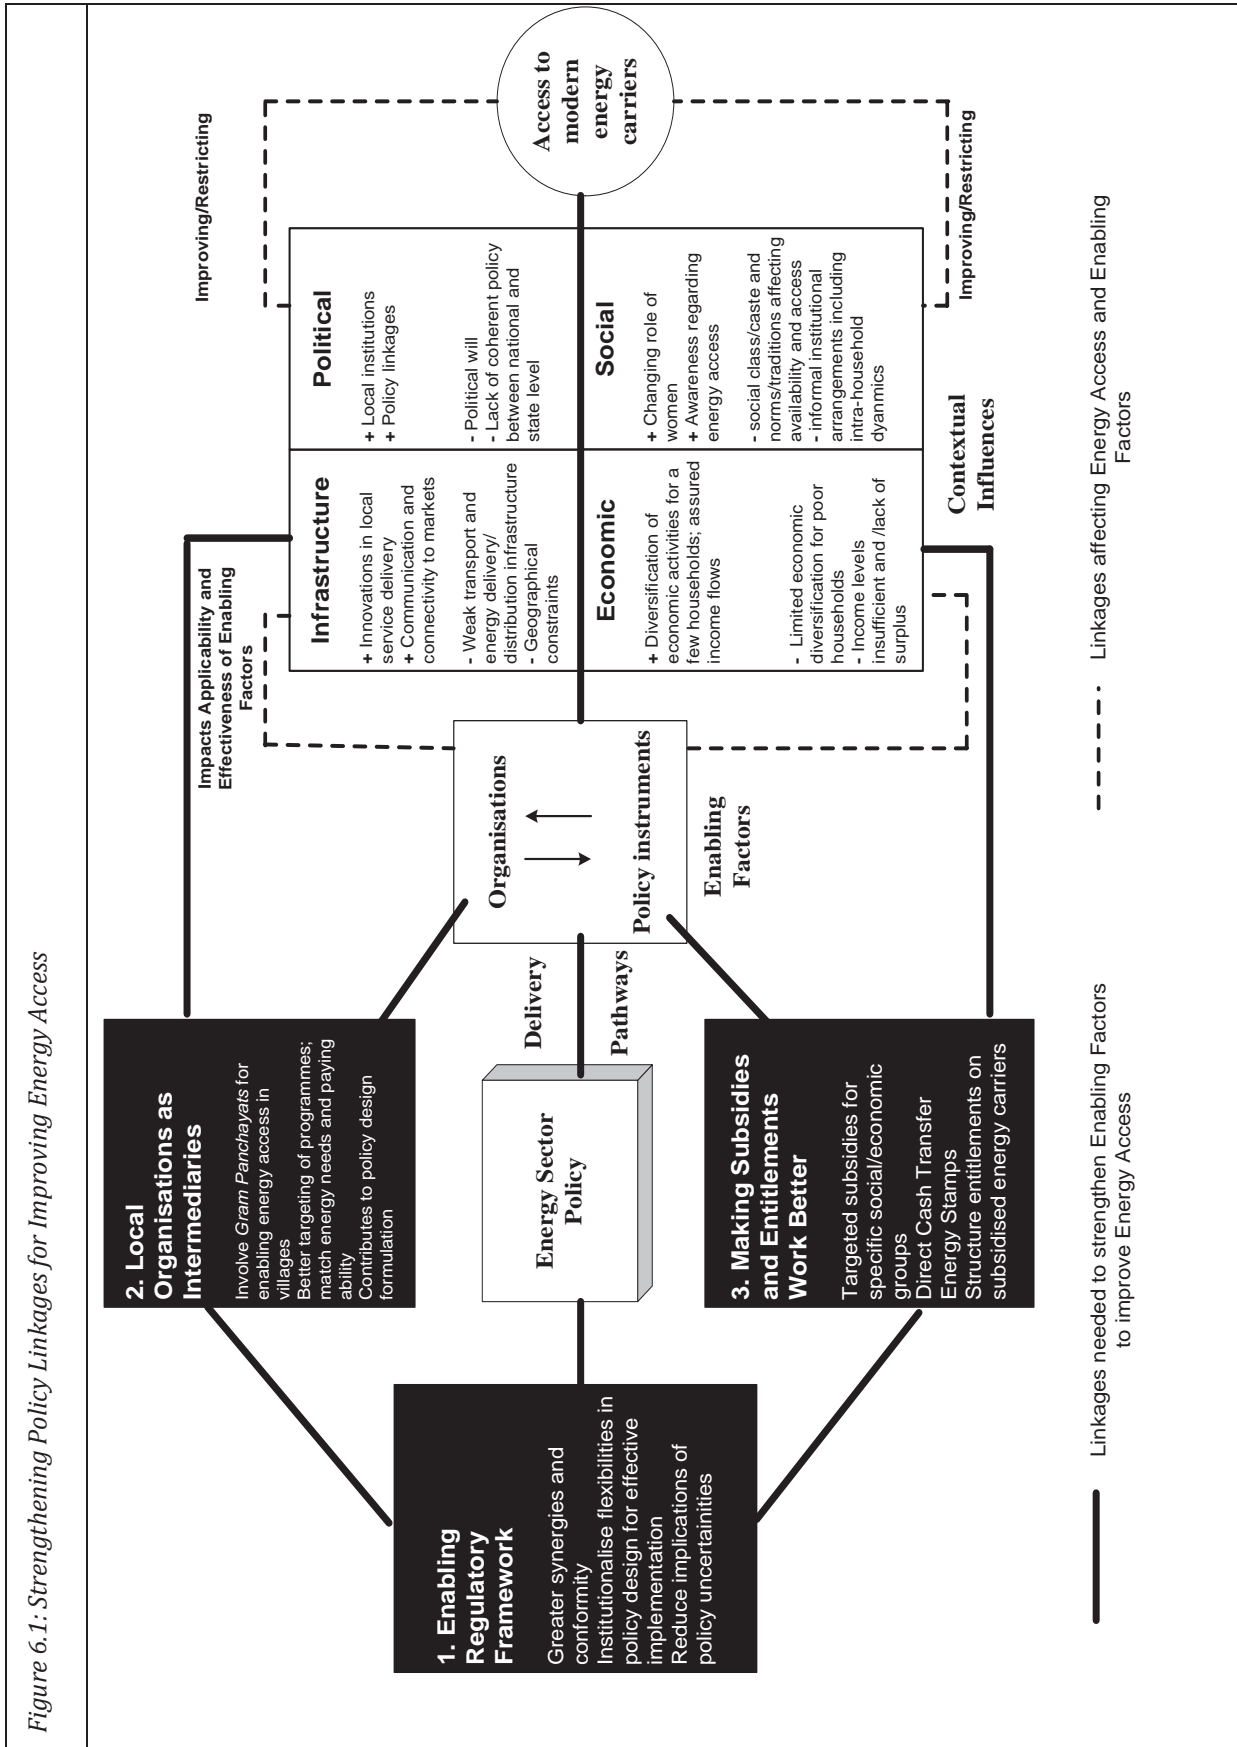 Figure 6.1: Strengthening Policy Linkages for Improving Energy Access
1. Enabling
Regulatory
Framework
Greater synergies and
conformity
Institutionalise flexibilities in
policy design for effective
implementation
Reduce implications of
policy uncertainities
2. Local
Organisations as
Intermediaries
Involve Gram Panchayats for
enabling energy access in
villages
Better targeting of programmes;
match energy needs and paying
ability
Contributes to policy design
formulation
Energy Sector
Policy
3. Making Subsidies
and Entitlements
Work Better
Targeted subsidies for
specific social/economic
groups
Direct Cash Transfer
Energy Stamps
Structure entitlements on
subsidised energy carriers
Delivery
Pathways
Organisations
Policy instruments
Enabling
Factors
Impacts Applicability and
Effectiveness of Enabling
Factors
Infrastructure
+ Innovations in local
service delivery
+ Communication and
connectivity to markets
- Weak transport and
energy delivery/
distribution infrastructure
- Geographical
constraints
Political
+ Local institutions
+ Policy linkages
- Political will
- Lack of coherent policy
between national and
state level
Economic
+ Diversification of
economic activities for a
few households; assured
income flows
- Limited economic
diversification for poor
households
- Income levels
insufficient and /lack of
surplus
Social
+ Changing role of
women
+ Awareness regarding
energy access
- social class/caste and
norms/traditions affecting
availability and access
- informal institutional
arrangements including
intra-household
dyanmics
Contextual
Influences
Improving/Restricting
Improving/Restricting
Access to
modern
energy
carriers
Linkages needed to strengthen Enabling Factors
to improve Energy Access
Linkages affecting Energy Access and Enabling
Factors